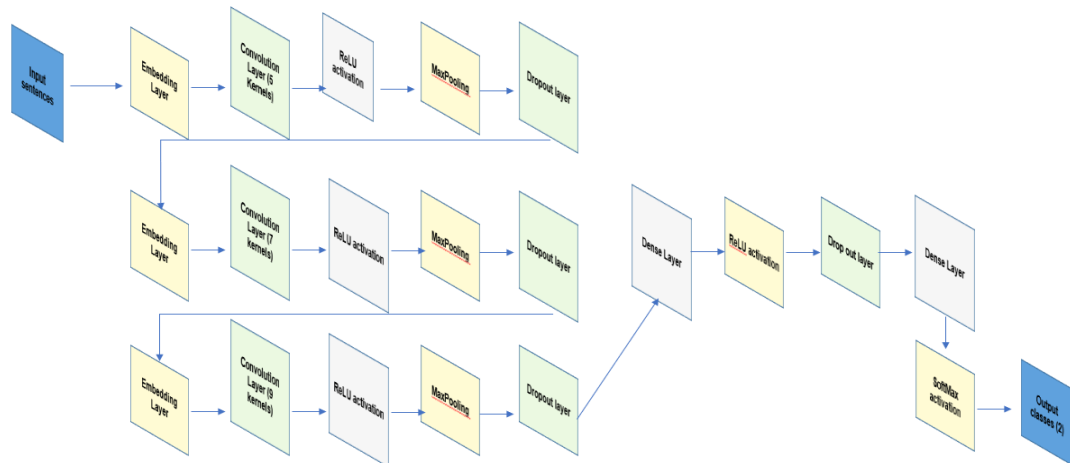 Input
sentences
Embedding
Layer
Convolution
Layer (5
Kernels)
ReLU
activation
MaxPooling
Dropout layer
Embedding
Layer
Convolution
Layer (7
kernels)
ReLU activation
MaxPooling
Dropout layer
Embedding
Layer
Convolution
Layer (9
kernels)
ReLU activation
MaxPooling
Dropout layer
Dense Layer
ReLU activation
Drop out layer
Dense Layer
SoftMax
activation
Output
classes (2)